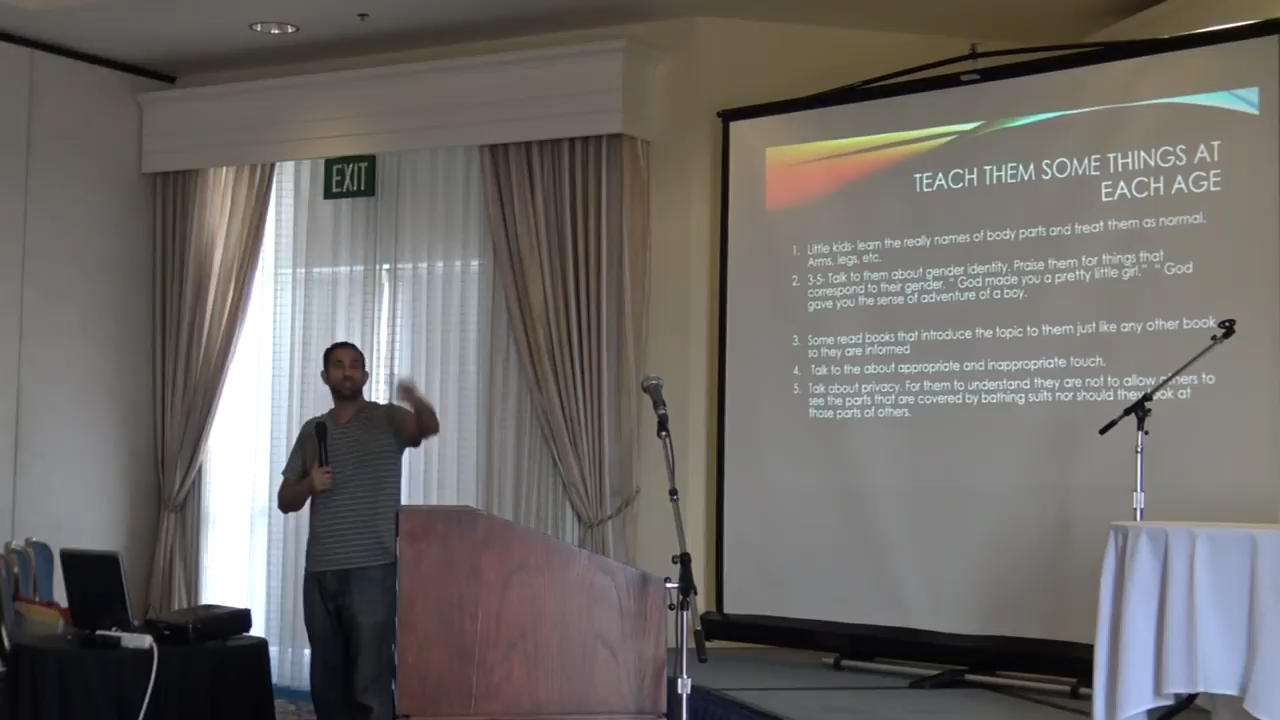 EXIT
TEACH THEM SOME THINGS AT
EACH AGE
1. Little kids- learn the really names of body parts and treat them as normal.
Arms, legs, etc.
2. 3-5- Talk to them about gender identity. Praise them for things that
correspond to their gender. " God made you a pretty little girl." " God
gave you the sense of adventure of a boy.
3. Some read books that introduce the topic to them just like any other book
so they are informed
4. Talk to the about appropriate and inappropriate touch.
5. Talk about privacy. For them to understand they are not to allow others to
see the parts that are covered by bathing suits nor should they look at
those parts of others.